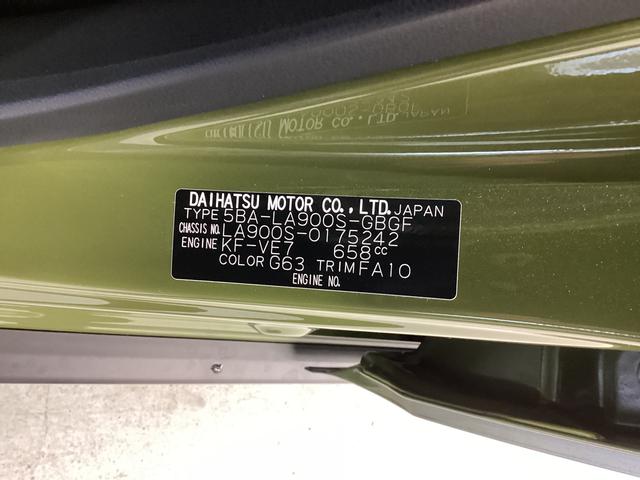 DAIHATSU MOTOR CO., LTD. JAPAN
TYPE 5BA-LA900S-GBGF
CHASSIS NO. LA900S-0175242
ENGINE KF-VE7 658cc
COLOR G63 TRIM FA10
ENGINE NO.